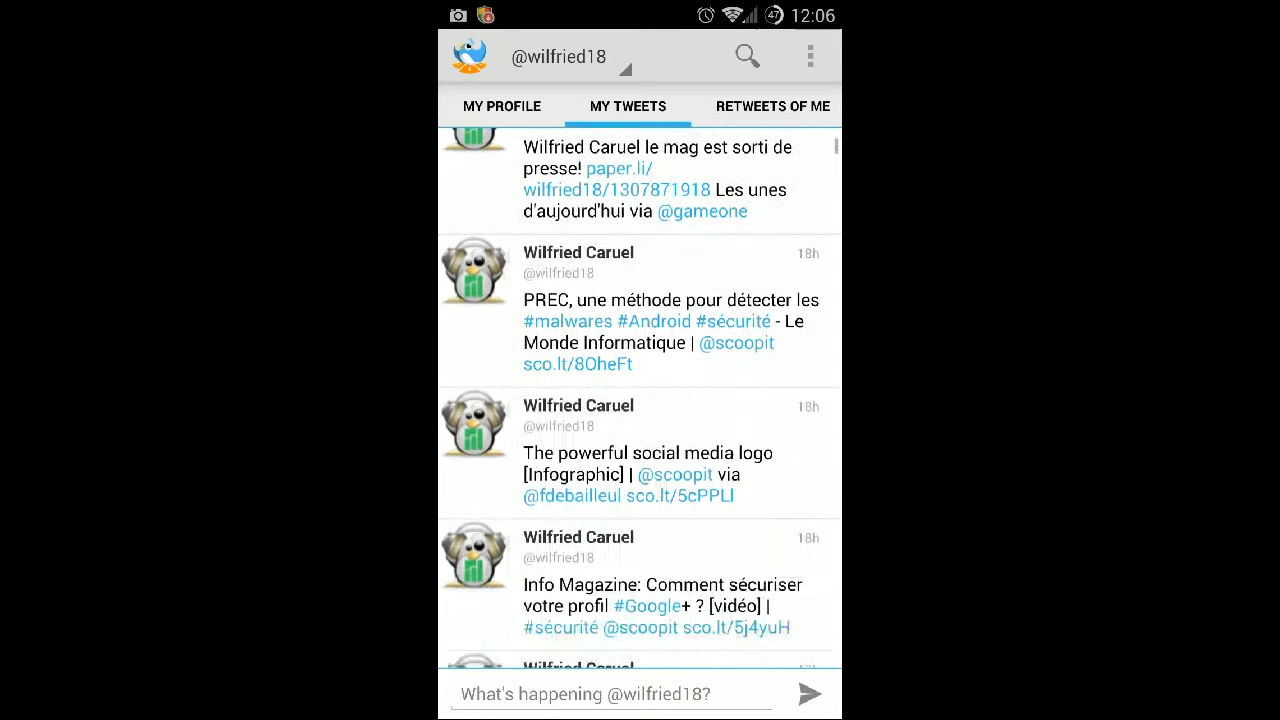 47 12:06
@wilfried18
MY PROFILE MY TWEETS RETWEETS OF ME
Wilfried Caruel le mag est sorti de
presse! paper.li/
wilfried18/1307871918 Les unes
d'aujourd'hui via @gameone
Wilfried Caruel 18h
@wilfried18
PREC, une méthode pour détecter les
#malwares #Android #sécurité - Le
Monde Informatique | @scoopit
sco.lt/8OheFt
Wilfried Caruel 18h
@wilfried18
The powerful social media logo
[Infographic] | @scoopit via
@fdebailleul sco.lt/5cPPLl
Wilfried Caruel 18h
@wilfried18
Info Magazine: Comment sécuriser
votre profil #Google+ ? [vidéo] |
#sécurité @scoopit sco.lt/5j4yuH
Wilfried Caruel
What's happening @wilfried18?